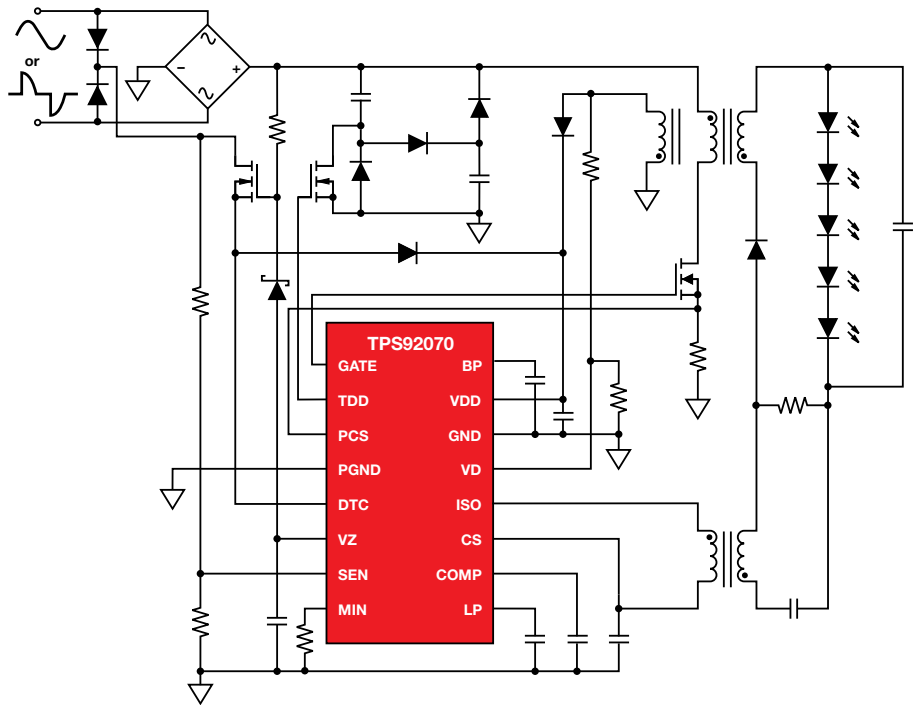 or
−
+
TPS92070
GATE
TDD
PCS
PGND
DTC
VZ
SEN
MIN
BP
VDD
GND
VD
ISO
CS
COMP
LP